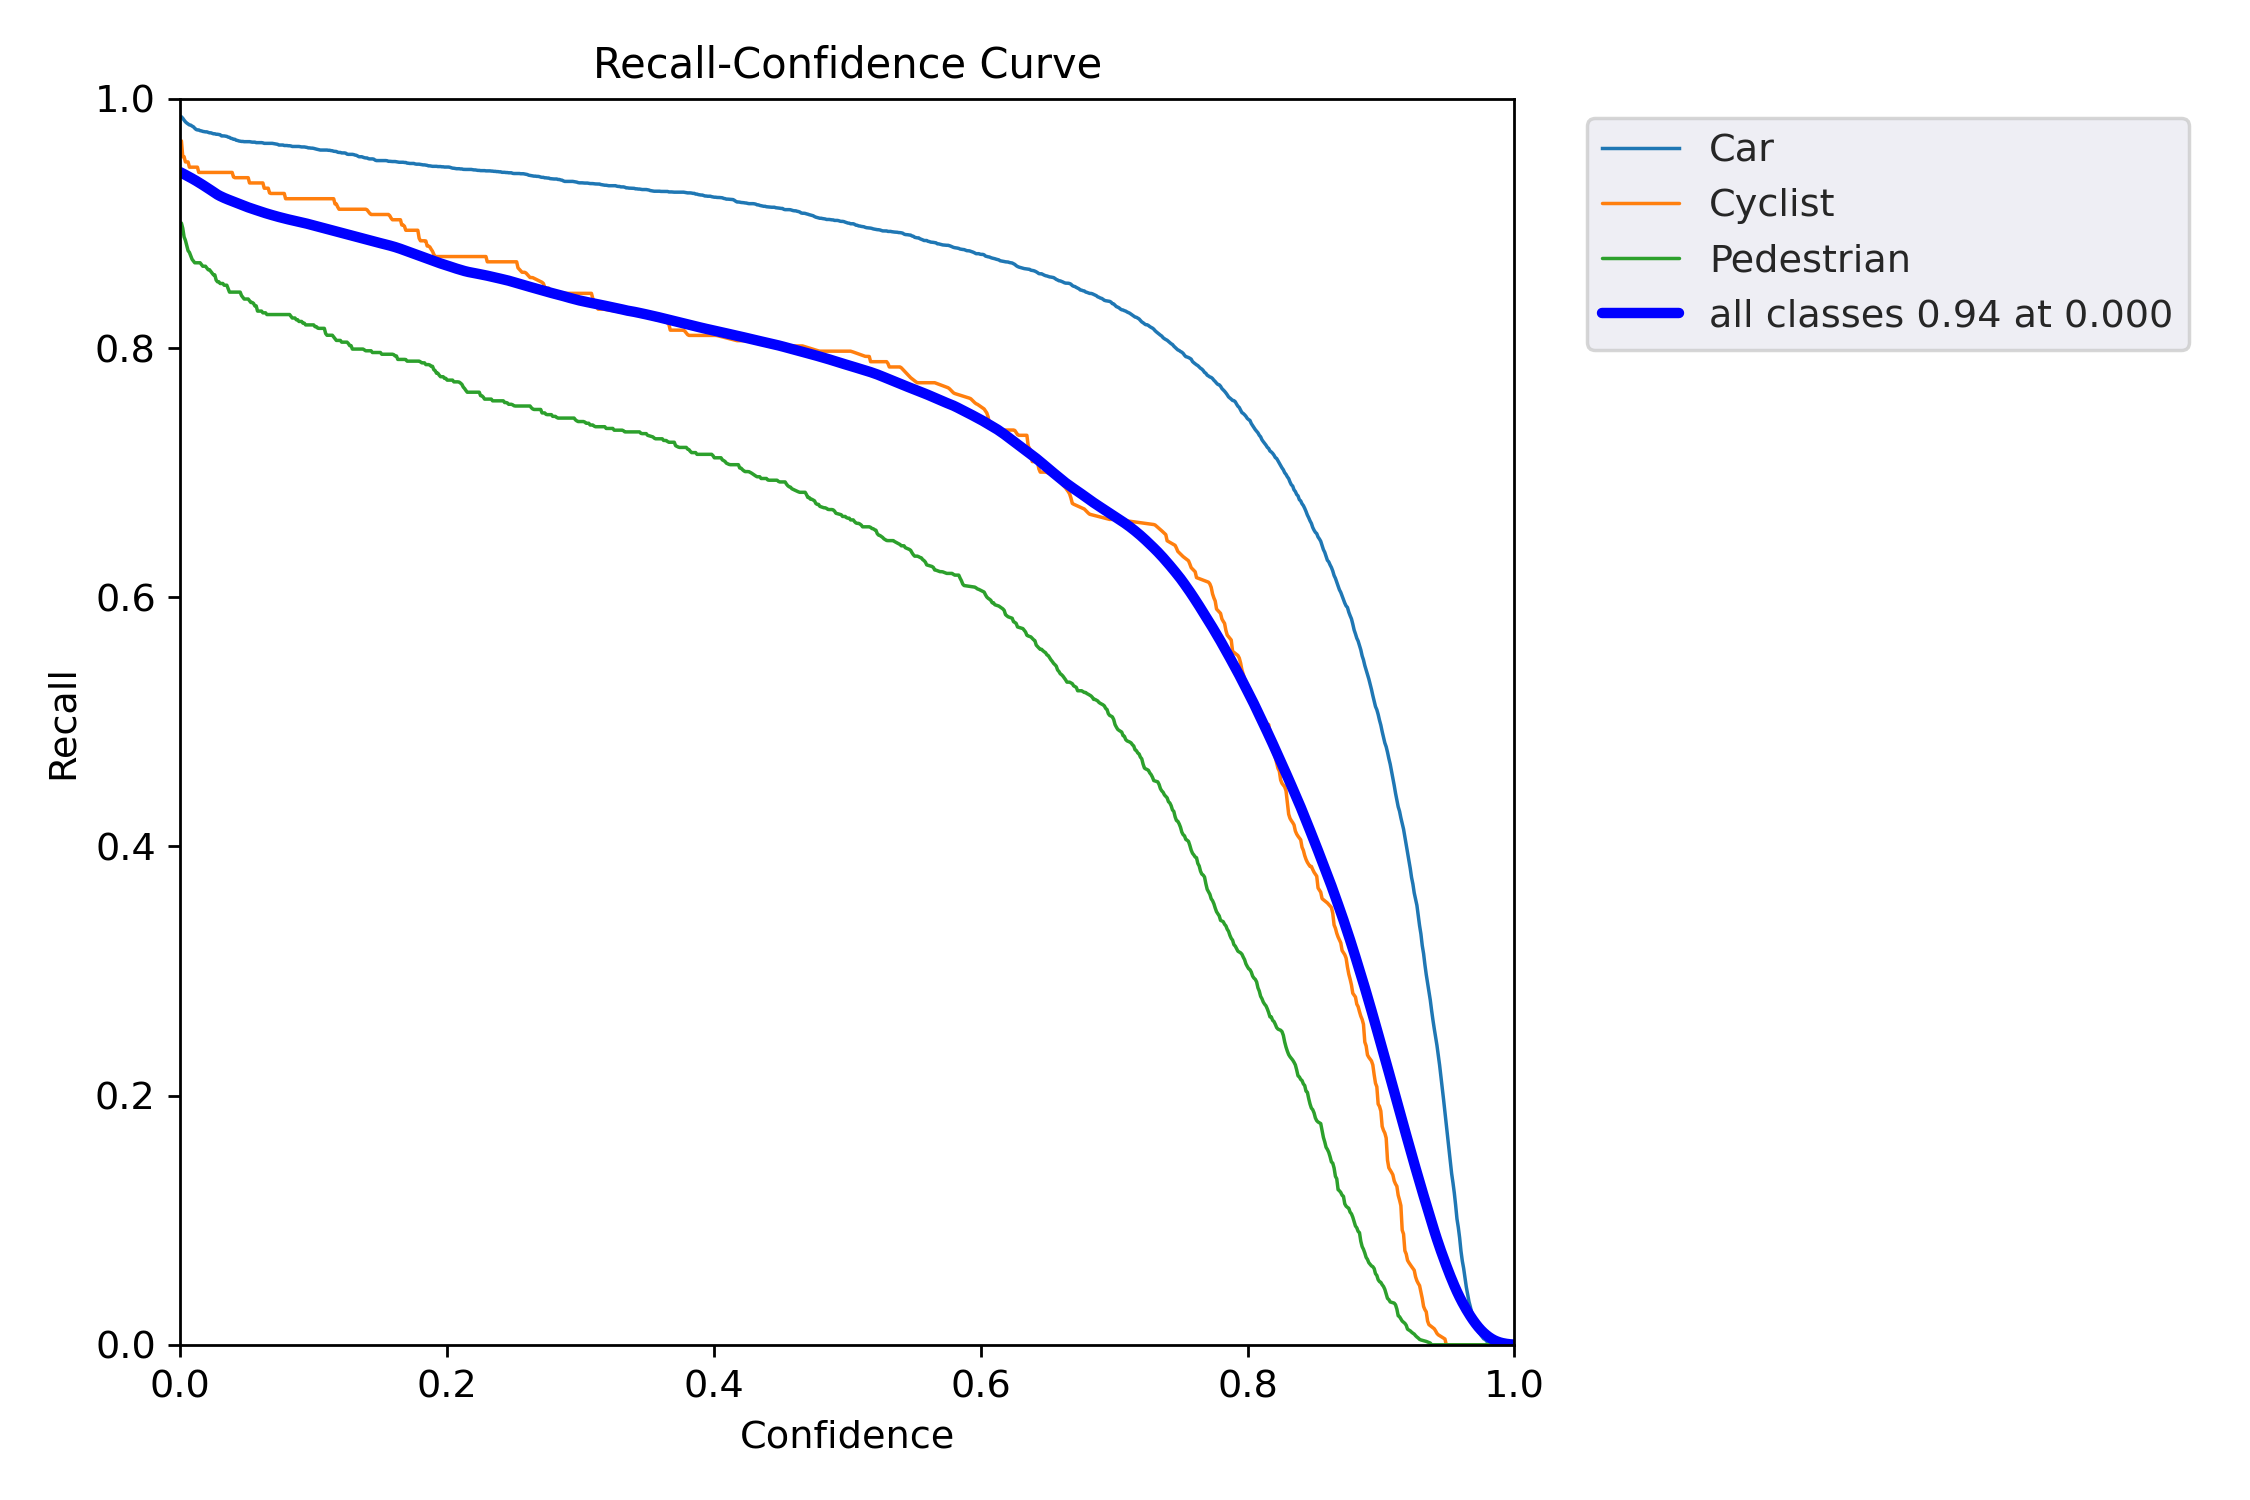 Recall-Confidence Curve
1.0
0.8
0.6
0.4
0.2
0.0
Recall
0.0 0.2 0.4 0.6 0.8 1.0
Confidence
Car
Cyclist
Pedestrian
all classes 0.94 at 0.000